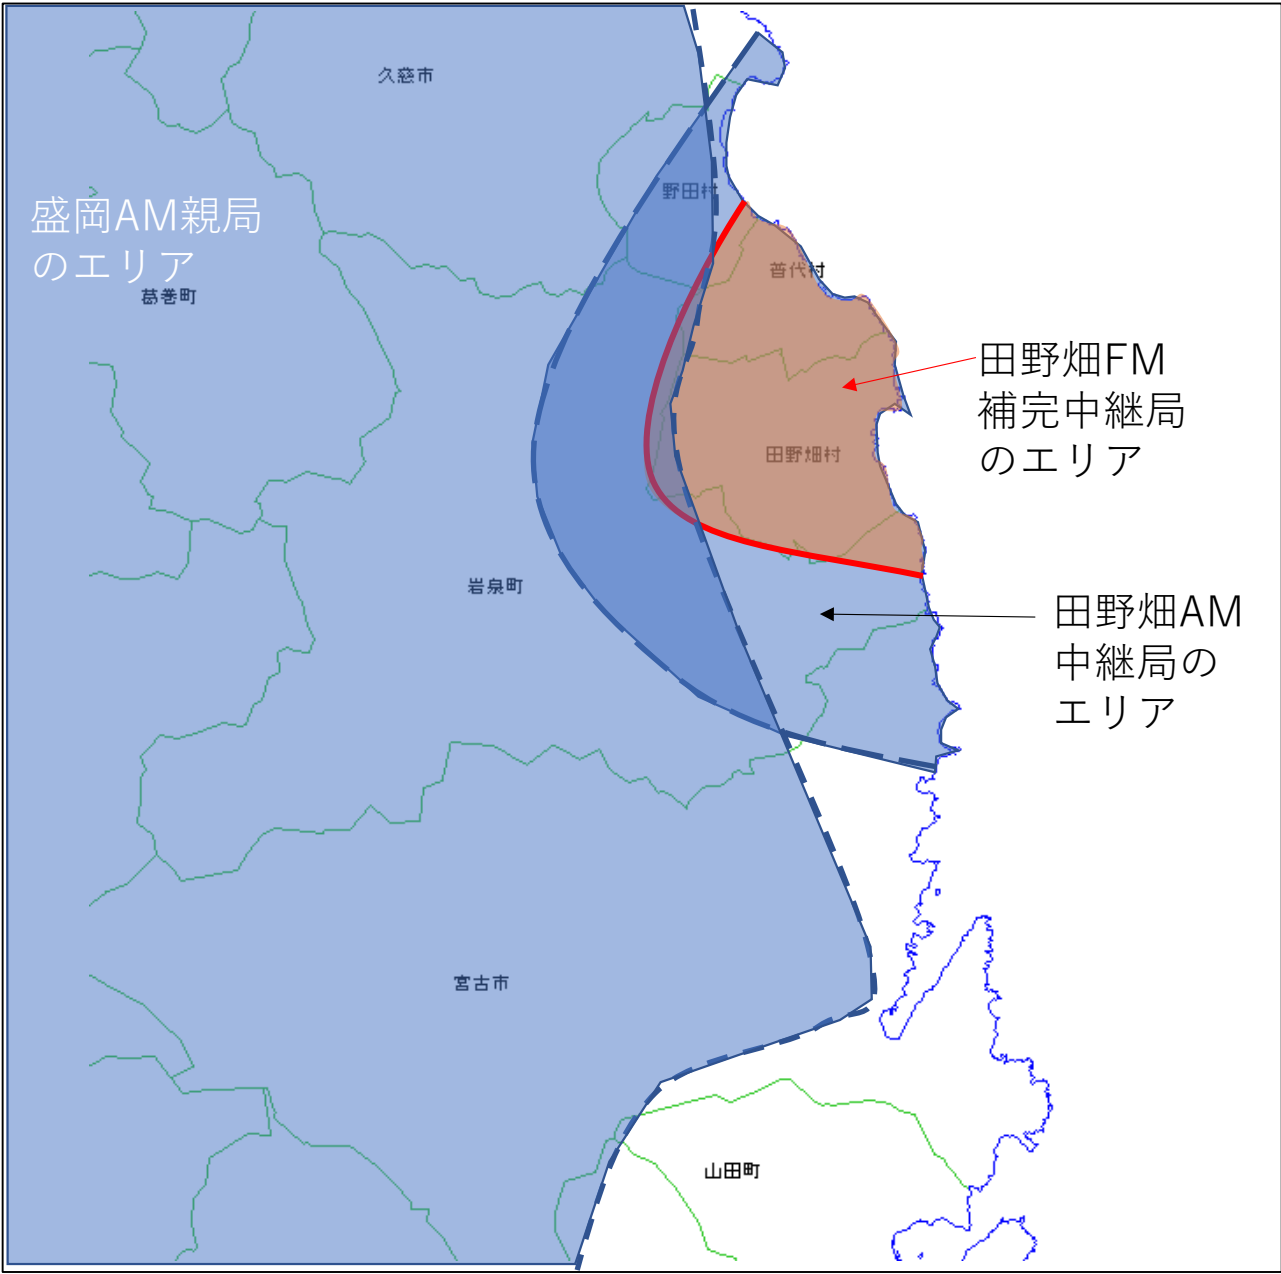 久慈市
野田村
盛岡AM親局
のエリア
葛巻町
普代村
田野畑FM
補完中継局
のエリア
田野畑村
岩泉町
田野畑AM
中継局の
エリア
宮古市
山田町